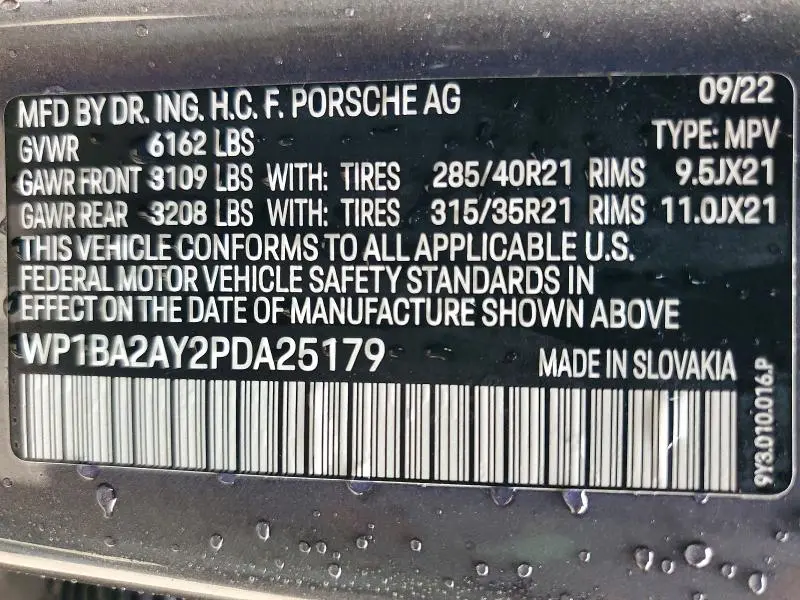 MFD BY DR. ING. H.C. F. PORSCHE AG 09/22
GVWR 6162 LBS TYPE: MPV
GAWR FRONT 3109 LBS WITH: TIRES 285/40R21 RIMS 9.5JX21
GAWR REAR 3208 LBS WITH: TIRES 315/35R21 RIMS 11.0JX21
THIS VEHICLE CONFORMS TO ALL APPLICABLE U.S.
FEDERAL MOTOR VEHICLE SAFETY STANDARDS IN
EFFECT ON THE DATE OF MANUFACTURE SHOWN ABOVE
WP1BA2AY2PDA25179 MADE IN SLOVAKIA
9Y3.010.016.P